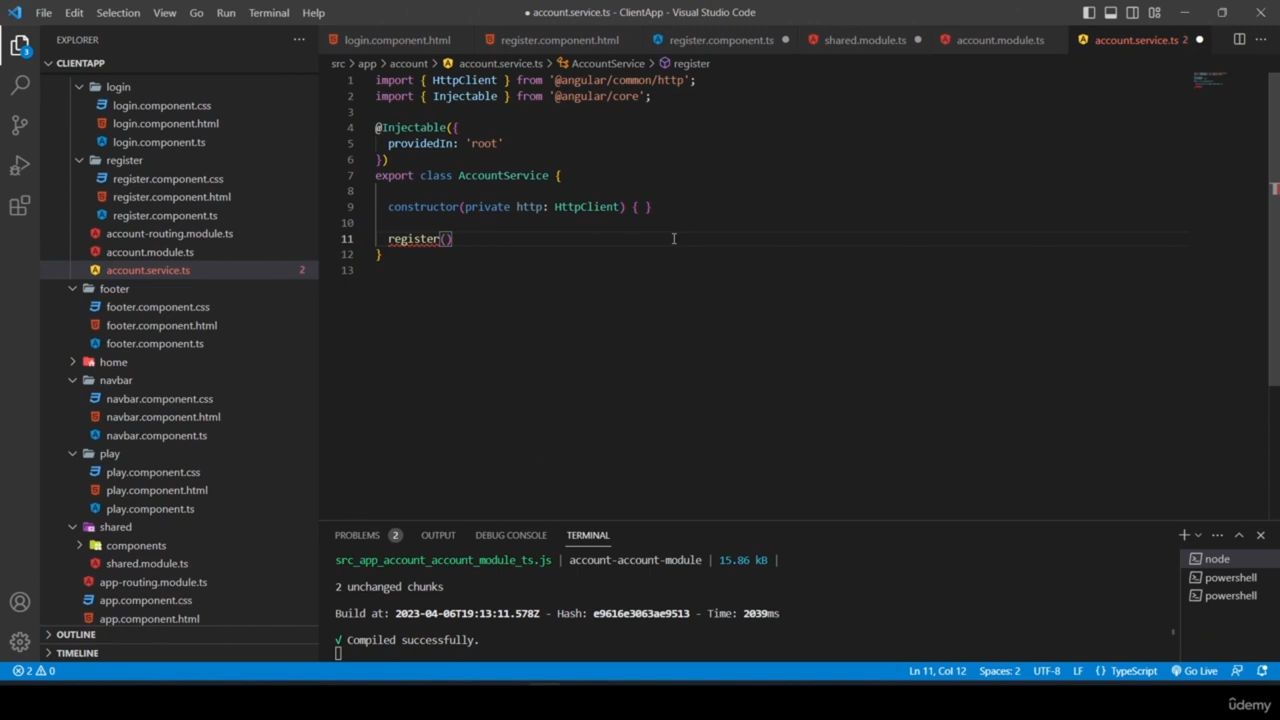 File Edit Selection View Go Run Terminal Help
● account.service.ts - ClientApp - Visual Studio Code
EXPLORER
CLIENTAPP
login
login.component.css
login.component.html
login.component.ts
register
register.component.css
register.component.html
register.component.ts
account-routing.module.ts
account.module.ts
account.service.ts 2
footer
footer.component.css
footer.component.html
footer.component.ts
home
navbar
navbar.component.css
navbar.component.html
navbar.component.ts
play
play.component.css
play.component.html
play.component.ts
shared
components
shared.module.ts
app-routing.module.ts
app.component.css
app.component.html
OUTLINE
TIMELINE
login.component.html register.component.html register.component.ts ● shared.module.ts ● account.module.ts account.service.ts 2 ●
src > app > account > account.service.ts > AccountService > register
1 import { HttpClient } from '@angular/common/http';
2 import { Injectable } from '@angular/core';
3
4 @Injectable({
5 providedIn: 'root'
6 })
7 export class AccountService {
8
9 constructor(private http: HttpClient) { }
10
11 register()
12 }
13
PROBLEMS 2 OUTPUT DEBUG CONSOLE TERMINAL
src_app_account_account_module_ts.js | account-account-module | 15.86 kB |
2 unchanged chunks
Build at: 2023-04-06T19:13:11.578Z - Hash: e9616e3063ae9513 - Time: 2039ms
√ Compiled successfully.
node
powershell
powershell
2 0 Ln 11, Col 12 Spaces: 2 UTF-8 LF {} TypeScript Go Live
ûdemy